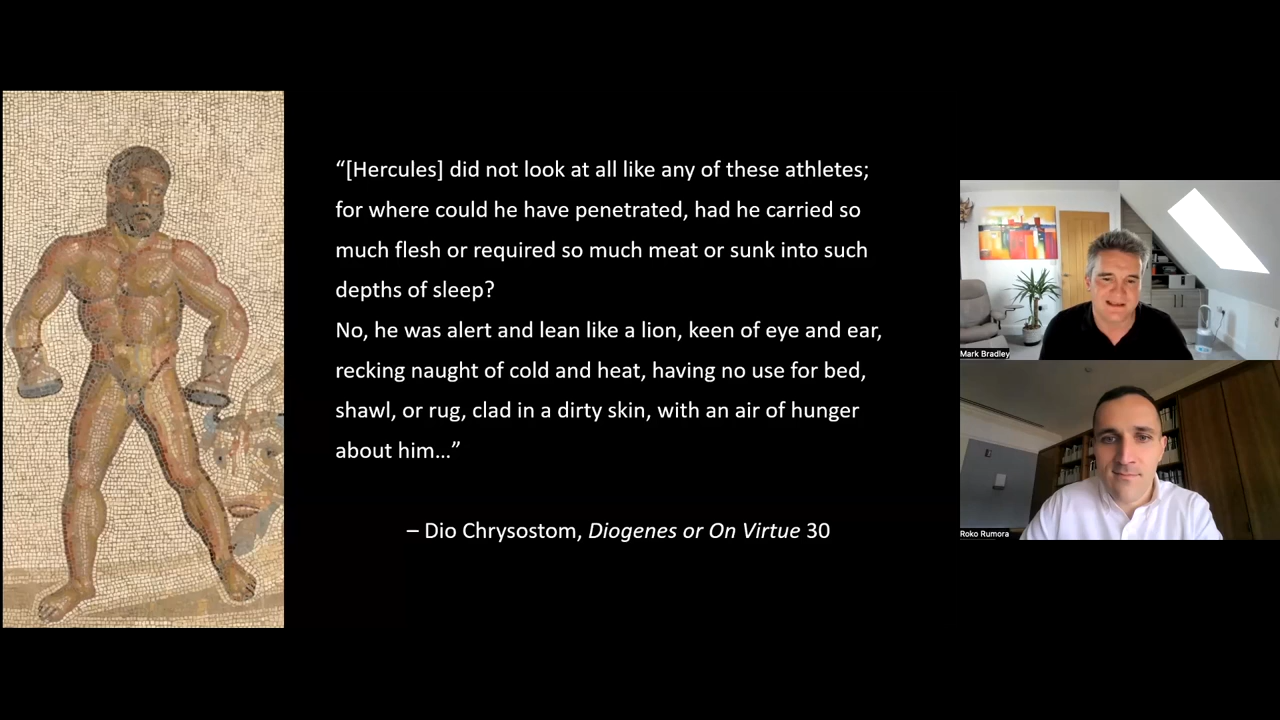 “[Hercules] did not look at all like any of these athletes;
for where could he have penetrated, had he carried so
much flesh or required so much meat or sunk into such
depths of sleep?
No, he was alert and lean like a lion, keen of eye and ear,
recking naught of cold and heat, having no use for bed,
shawl, or rug, clad in a dirty skin, with an air of hunger
about him…”
– Dio Chrysostom, Diogenes or On Virtue 30
Mark Bradley
Roko Rumora